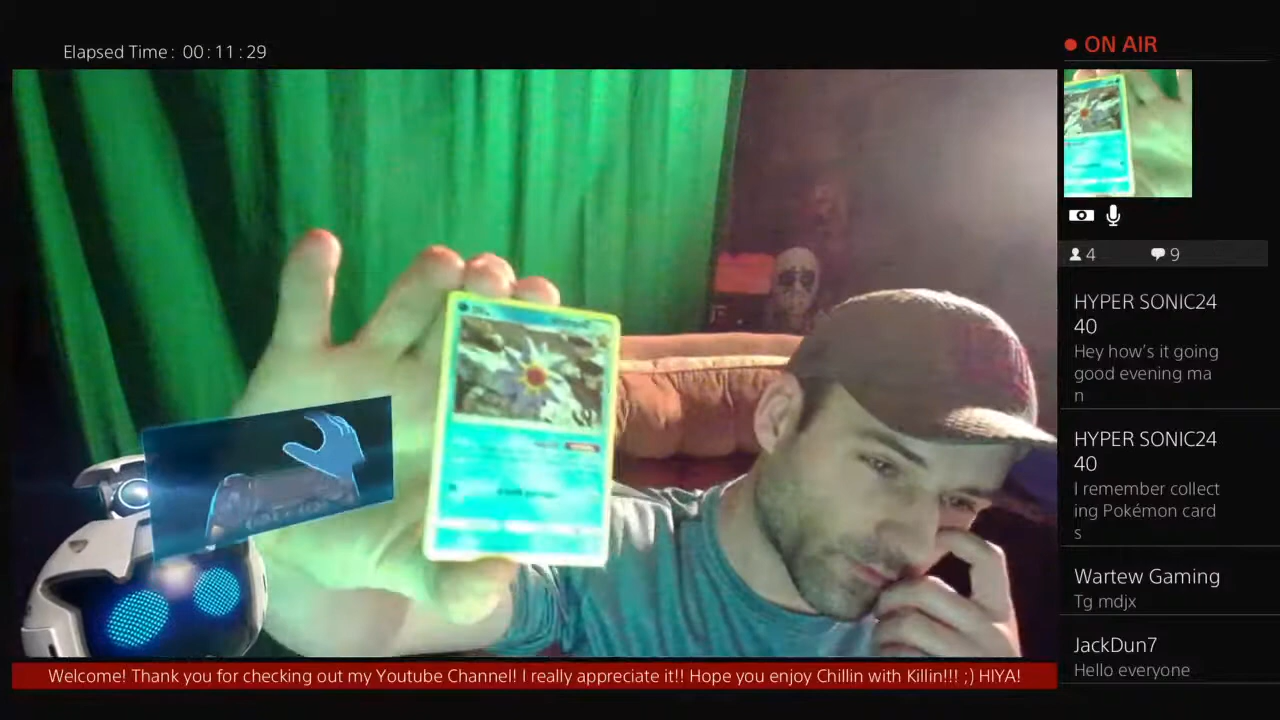 Elapsed Time: 00:11:29
ON AIR
4
9
HYPER SONIC24
40
Hey how's it going
good evening ma
n
HYPER SONIC24
40
I remember collect
ing Pokémon card
s
Wartew Gaming
Tg mdjx
JackDun7
Hello everyone
Welcome! Thank you for checking out my Youtube Channel! I really appreciate it!! Hope you enjoy Chillin with Killin!!! ;) HIYA!